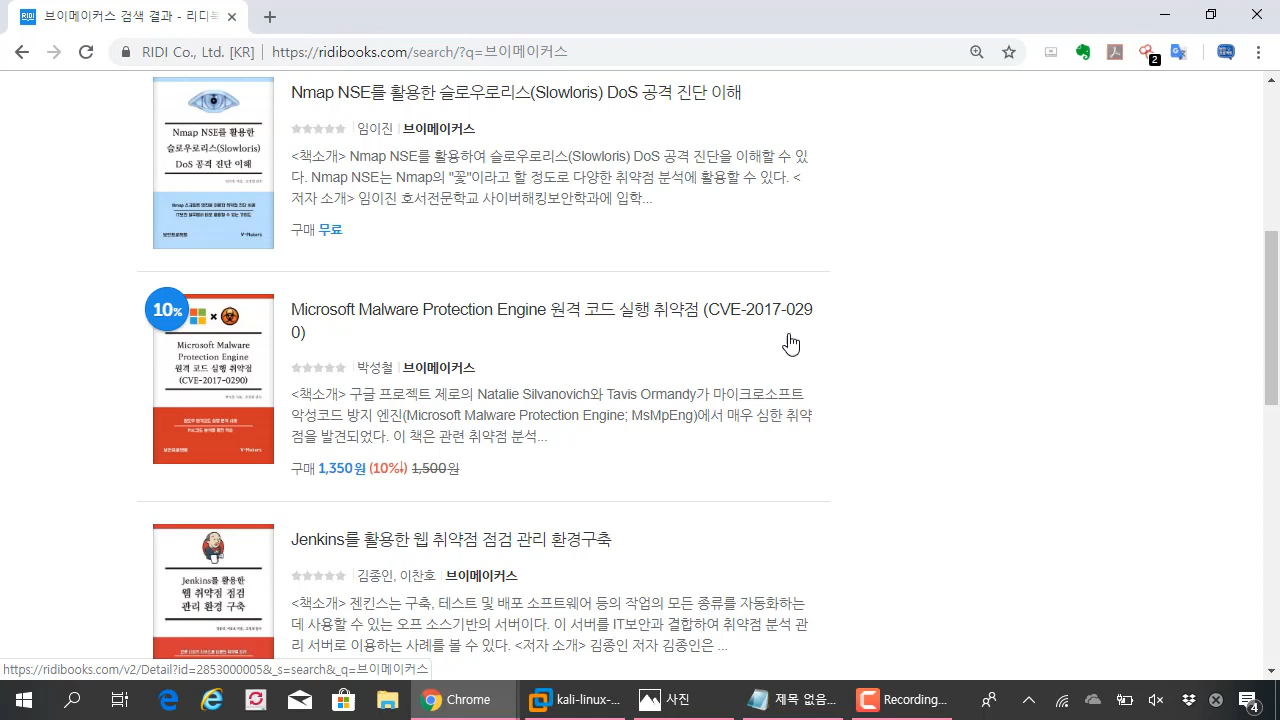 RIDI
브이메이커스 검색 결과 - 리디북
RIDI Co., Ltd. [KR]
https://ridibooks.com/search/?q=브이메이커스
2
Nmap NSE를 활용한
슬로우로리스(Slowloris)
DoS 공격 진단 이해
V-Makers
Nmap NSE를 활용한 슬로우로리스(Slowloris) DoS 공격 진단 이해
임이진 브이메이커스
<책소개> Nmap NSE를 활용하여 슬로우로리스(Slowloris) DoS 공격 진단을 이해할 수 있
다. Nmap NSE는 Nmap의 "꽃"이라고 할 정도로 다양한 취약점 분석에 활용할 수 있다. <
저자 소개> 임이진 호서전문학교 사이버해킹보안학과에 입학...
구매 무료
10%
Microsoft Malware
Protection Engine
원격 코드 실행 취약점
(CVE-2017-0290)
V-Makers
Microsoft Malware Protection Engine 원격 코드 실행 취약점 (CVE-2017-029
0)
박성철 브이메이커스
<책소개> 구글 프로젝트 제로의 Natalie Silvanovich와 Tavis Ormandy가 마이크로소프트
악성코드 방지 엔진(Microsoft Malware Protection Engine, MsMpEng)에서 매우 심한 취약
점을 발견되었다. 이 책은 관련 취약점 분석...
구매 1,350원 (10%↓) 1,500원
Jenkins를 활용한
웹 취약점 점검
관리 환경 구축
Jenkins를 활용한 웹 취약점 점검 관리 환경구축
김종인, 이찬호 브이메이커스
<책소개> 젠킨스는 구축, 테스트 및 배포 소프트웨어 등의 작업의 모든 종류를 자동화하는
데 사용할 수 있는 오프 소스기반의 서버이다. 이 서버를 IT보안과 결합하여 취약점 분석 관
리 서버로 이용하는 사례를 볼 수 있다. <저자 소개> 김종인 저자 김종인은 ...
https://ridibooks.com/v2/Detail?id=2853000005&_s=search&_q=브이메이커스
Chrome
kali-linux-...
사진
제목 없음...
Recording...
4